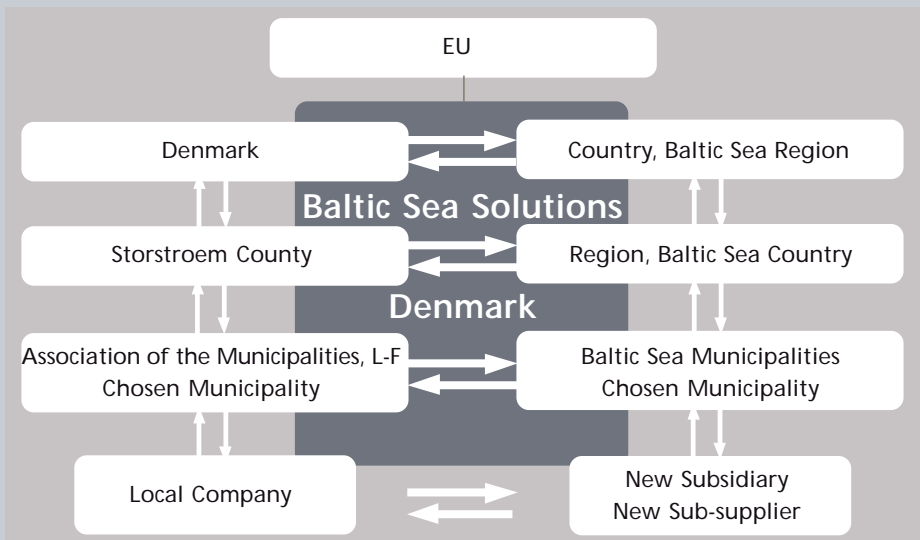 EU
Denmark
Country, Baltic Sea Region
Baltic Sea Solutions
Storstroem County
Region, Baltic Sea Country
Denmark
Association of the Municipalities, L-F
Chosen Municipality
Baltic Sea Municipalities
Chosen Municipality
Local Company
New Subsidiary
New Sub-supplier